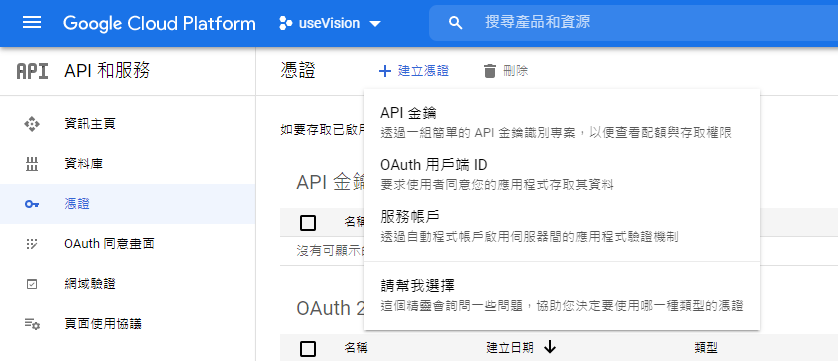 Google Cloud Platform
useVision
搜尋產品和資源
API
API 和服務
憑證
建立憑證
刪除
資訊主頁
資料庫
憑證
OAuth 同意畫面
網域驗證
頁面使用協議
如要存取已啟用
API 金鑰
透過一組簡單的 API 金鑰識別專案，以便查看配額與存取權限
OAuth 用戶端 ID
要求使用者同意您的應用程式存取其資料
服務帳戶
透過自動程式帳戶啟用伺服器間的應用程式驗證機制
請幫我選擇
這個精靈會詢問一些問題，協助您決定要使用哪一種類型的憑證
API 金鑰
名稱
沒有可顯示的
OAuth 2
名稱
建立日期
類型